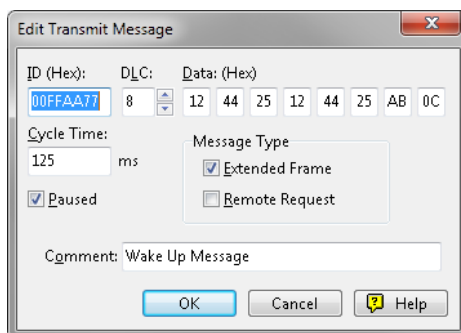 Edit Transmit Message
ID (Hex): DLC: Data: (Hex)
00FFAA77 8 12 44 25 12 44 25 AB 0C
Cycle Time:
125 ms
Message Type
Extended Frame
Paused
Remote Request
Comment: Wake Up Message
OK Cancel Help